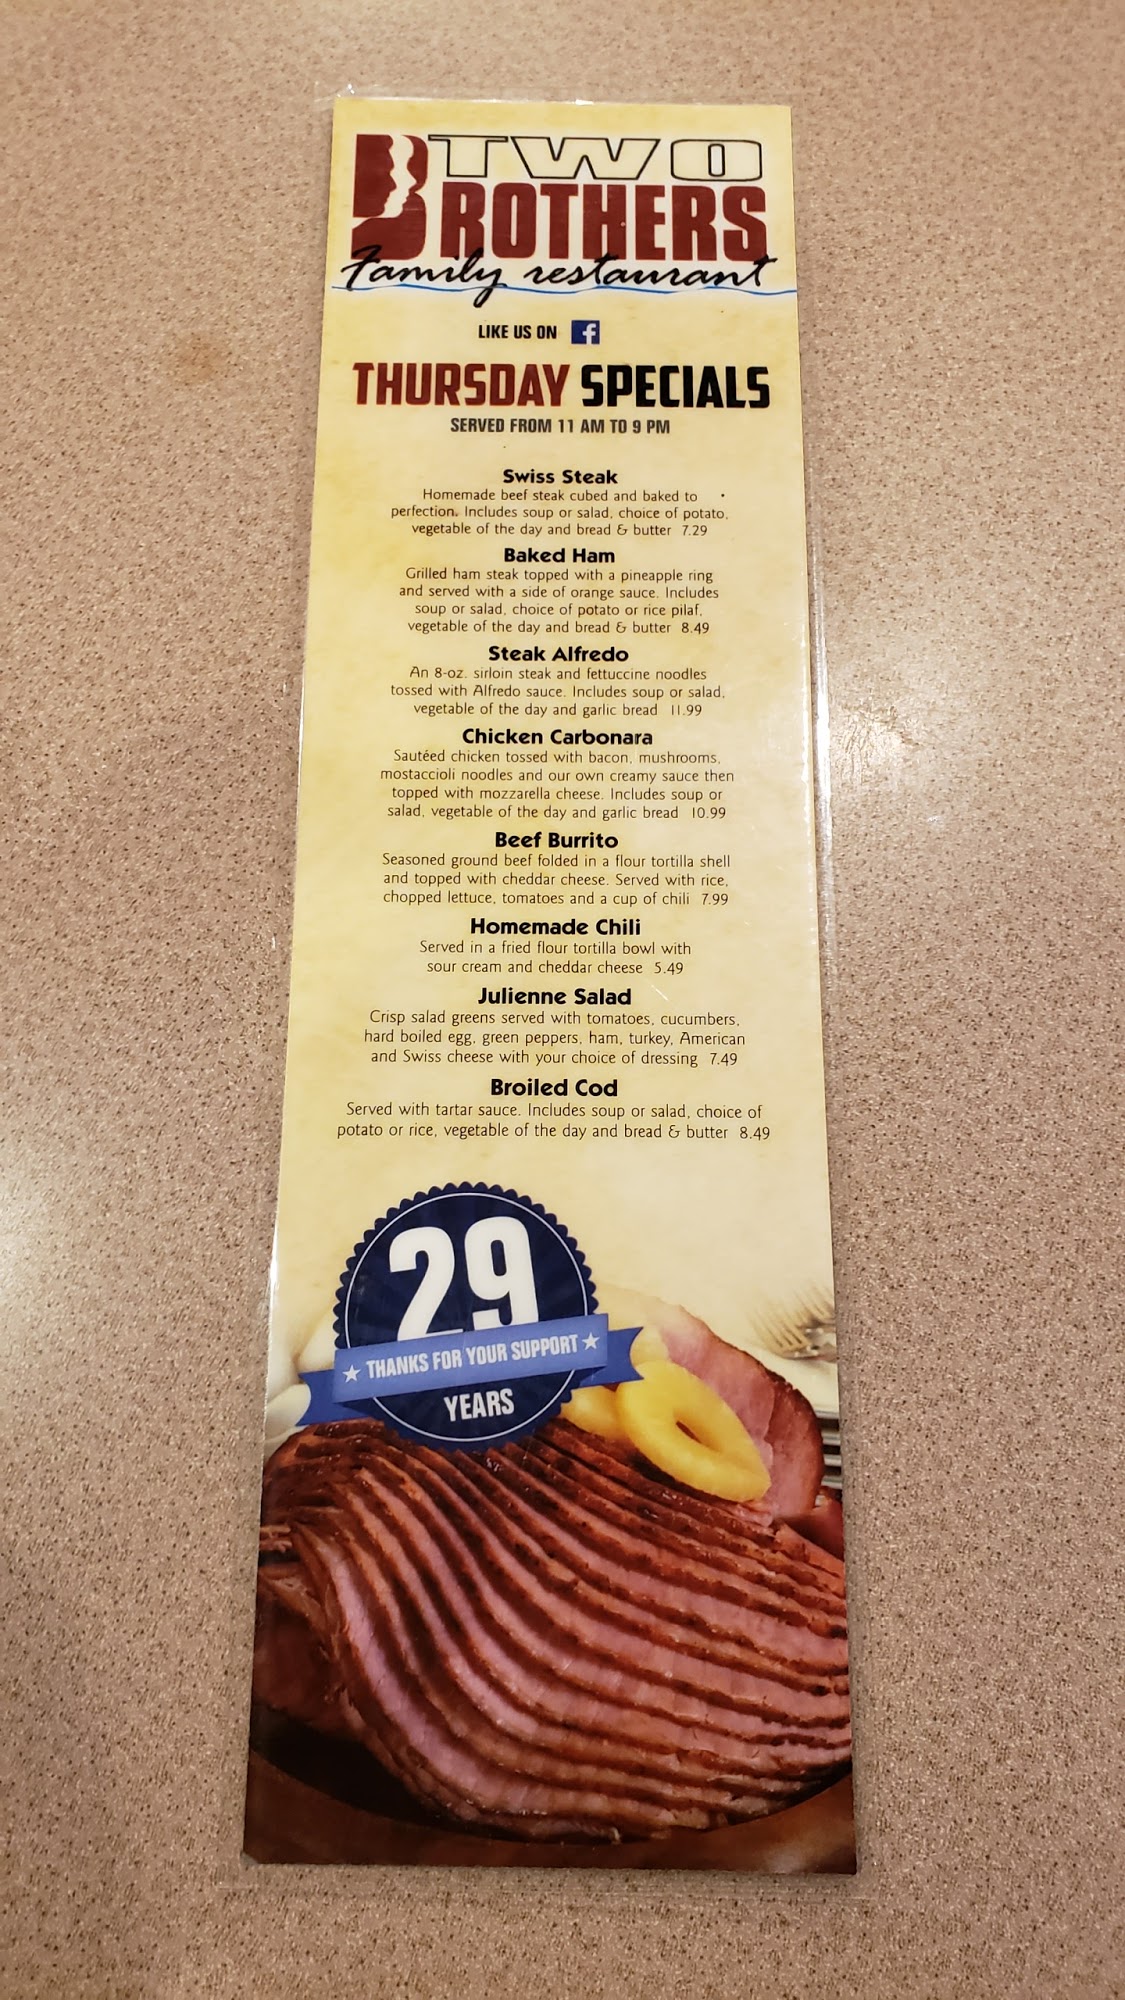 TWO
BROTHERS
Family restaurant
LIKE US ON f
THURSDAY SPECIALS
SERVED FROM 11 AM TO 9 PM
Swiss Steak
Homemade beef steak cubed and baked to
perfection. Includes soup or salad, choice of potato,
vegetable of the day and bread & butter 7.29
Baked Ham
Grilled ham steak topped with a pineapple ring
and served with a side of orange sauce. Includes
soup or salad, choice of potato or rice pilaf,
vegetable of the day and bread & butter 8.49
Steak Alfredo
An 8-oz. sirloin steak and fettuccine noodles
tossed with Alfredo sauce. Includes soup or salad,
vegetable of the day and garlic bread 11.99
Chicken Carbonara
Sautéed chicken tossed with bacon, mushrooms,
mostaccioli noodles and our own creamy sauce then
topped with mozzarella cheese. Includes soup or
salad, vegetable of the day and garlic bread 10.99
Beef Burrito
Seasoned ground beef folded in a flour tortilla shell
and topped with cheddar cheese. Served with rice,
chopped lettuce, tomatoes and a cup of chili 7.99
Homemade Chili
Served in a fried flour tortilla bowl with
sour cream and cheddar cheese 5.49
Julienne Salad
Crisp salad greens served with tomatoes, cucumbers,
hard boiled egg, green peppers, ham, turkey, American
and Swiss cheese with your choice of dressing 7.49
Broiled Cod
Served with tartar sauce. Includes soup or salad, choice of
potato or rice, vegetable of the day and bread & butter 8.49
29
THANKS FOR YOUR SUPPORT
YEARS